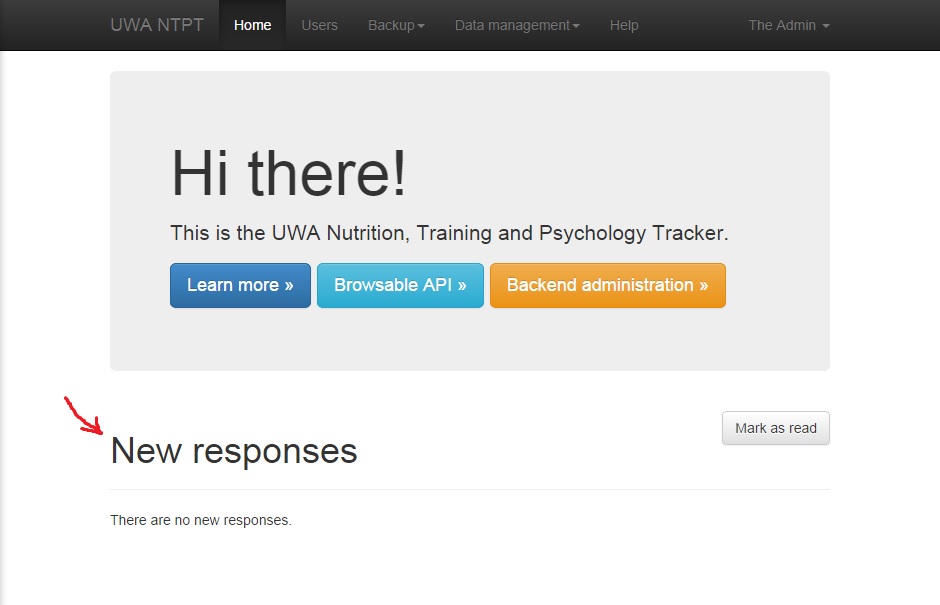 UWA NTPT Home Users Backup Data management Help The Admin
Hi there!
This is the UWA Nutrition, Training and Psychology Tracker.
Learn more » Browsable API » Backend administration »
Mark as read
New responses
There are no new responses.